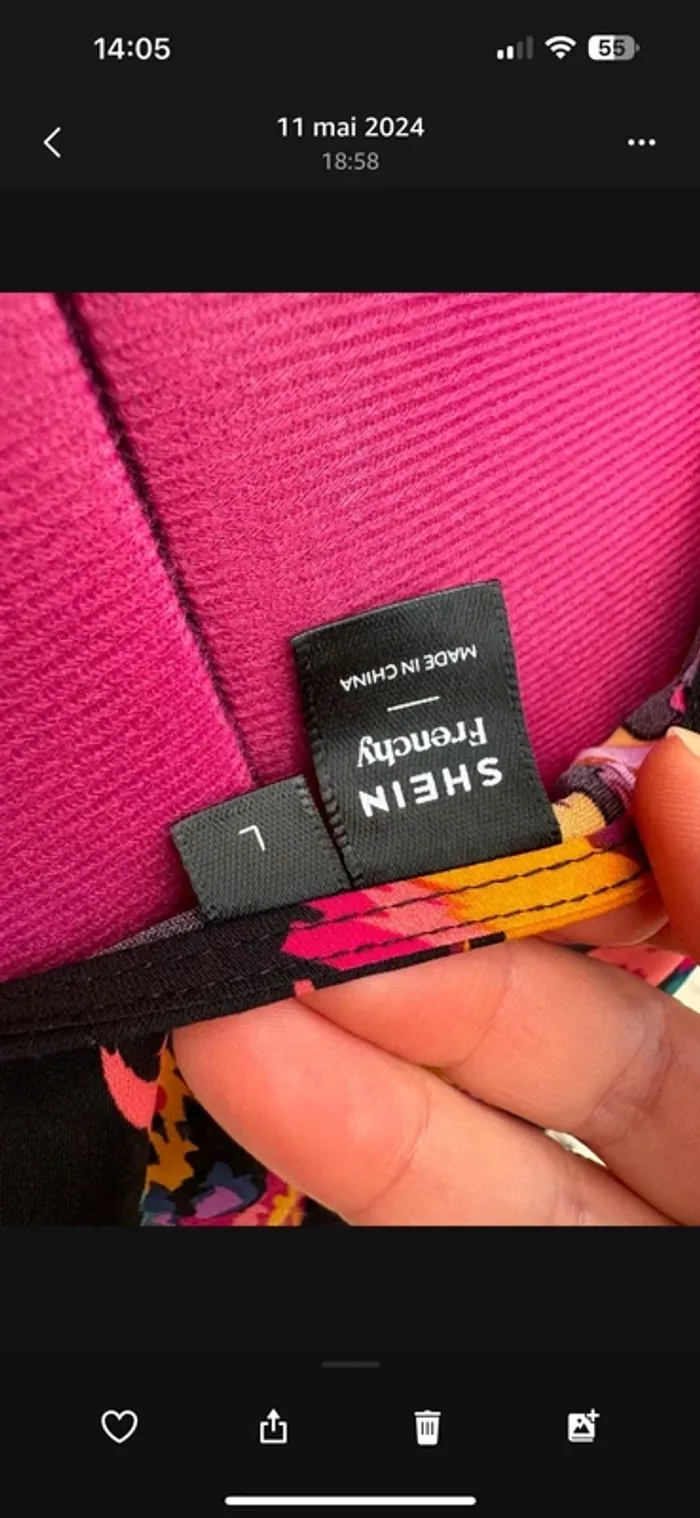 14:05
55
11 mai 2024
18:58
SHEIN
Frenchy
MADE IN CHINA
L